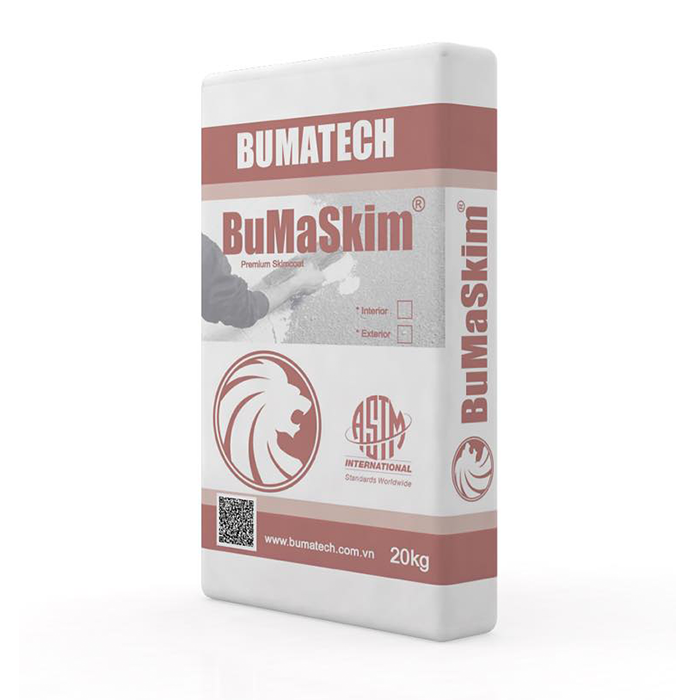 BUMATECH
BuMaSkim®
Premium Skimcoat
* Interior
* Exterior
ASTM
INTERNATIONAL
Standards Worldwide
www.bumatech.com.vn
20kg
BuMaSkim®